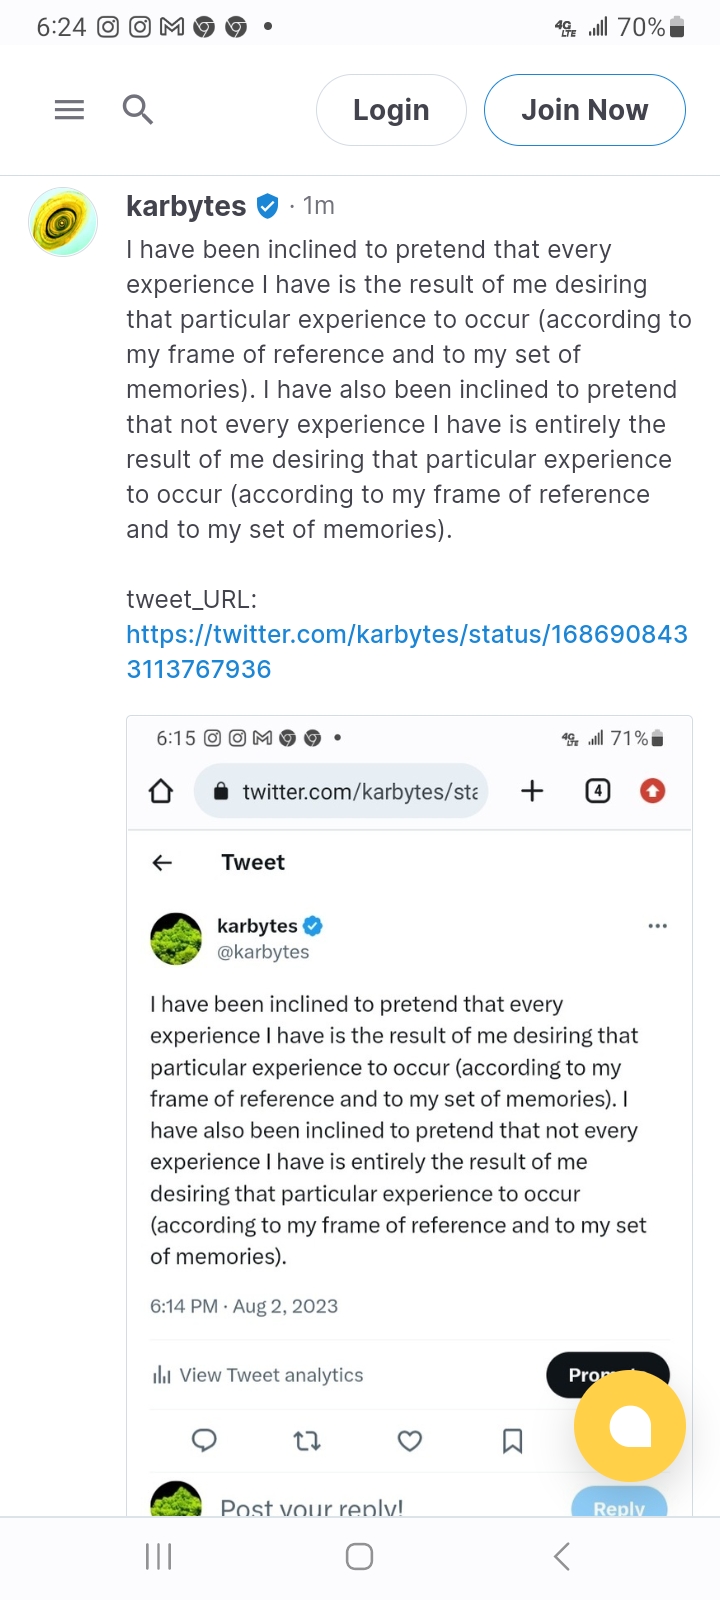 6:24 70%
Login Join Now
karbytes · 1m
I have been inclined to pretend that every
experience I have is the result of me desiring
that particular experience to occur (according to
my frame of reference and to my set of
memories). I have also been inclined to pretend
that not every experience I have is entirely the
result of me desiring that particular experience
to occur (according to my frame of reference
and to my set of memories).
tweet_URL:
https://twitter.com/karbytes/status/168690843
3113767936
6:15 4G LTE 71%
twitter.com/karbytes/sta 4
Tweet
karbytes
@karbytes
I have been inclined to pretend that every
experience I have is the result of me desiring that
particular experience to occur (according to my
frame of reference and to my set of memories). I
have also been inclined to pretend that not every
experience I have is entirely the result of me
desiring that particular experience to occur
(according to my frame of reference and to my set
of memories).
6:14 PM · Aug 2, 2023
View Tweet analytics
Post your reply! Reply